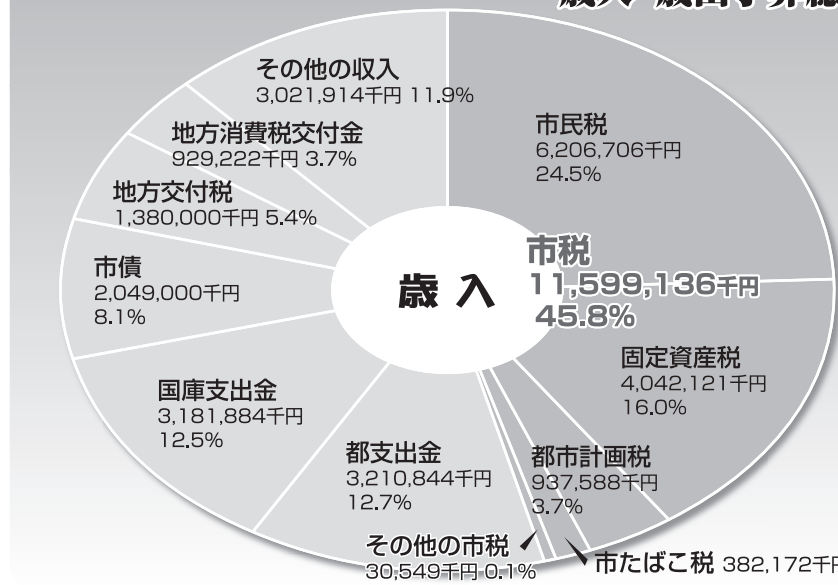 その他の収入
3,021,914千円 11.9%
地方消費税交付金
929,222千円 3.7%
地方交付税
1,380,000千円 5.4%
市債
2,049,000千円
8.1%
国庫支出金
3,181,884千円
12.5%
都支出金
3,210,844千円
12.7%
その他の市税
30,549千円 0.1%
歳入
市税
11,599,136千円
45.8%
市民税
6,206,706千円
24.5%
固定資産税
4,042,121千円
16.0%
都市計画税
937,588千円
3.7%
市たばこ税 382,172千円